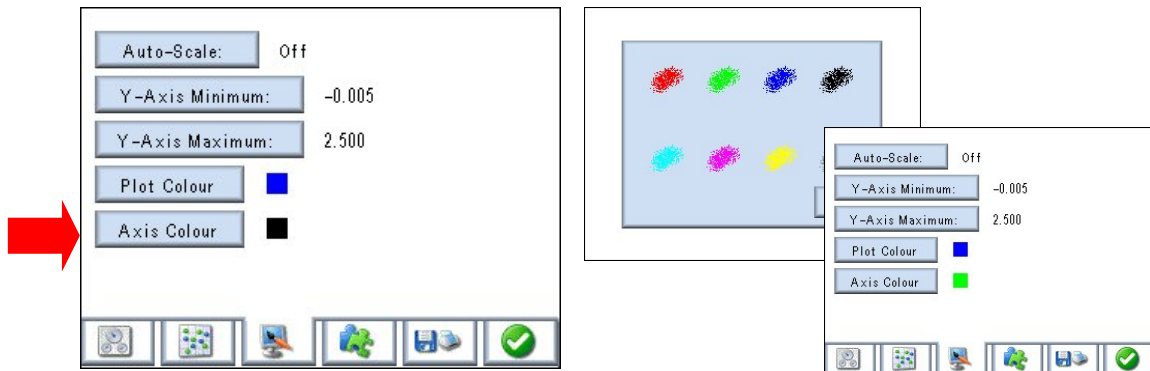 Auto-Scale: Off
Y-Axis Minimum: -0.005
Y-Axis Maximum: 2.500
Plot Colour
Axis Colour
Auto-Scale: Off
Y-Axis Minimum: -0.005
Y-Axis Maximum: 2.500
Plot Colour
Axis Colour